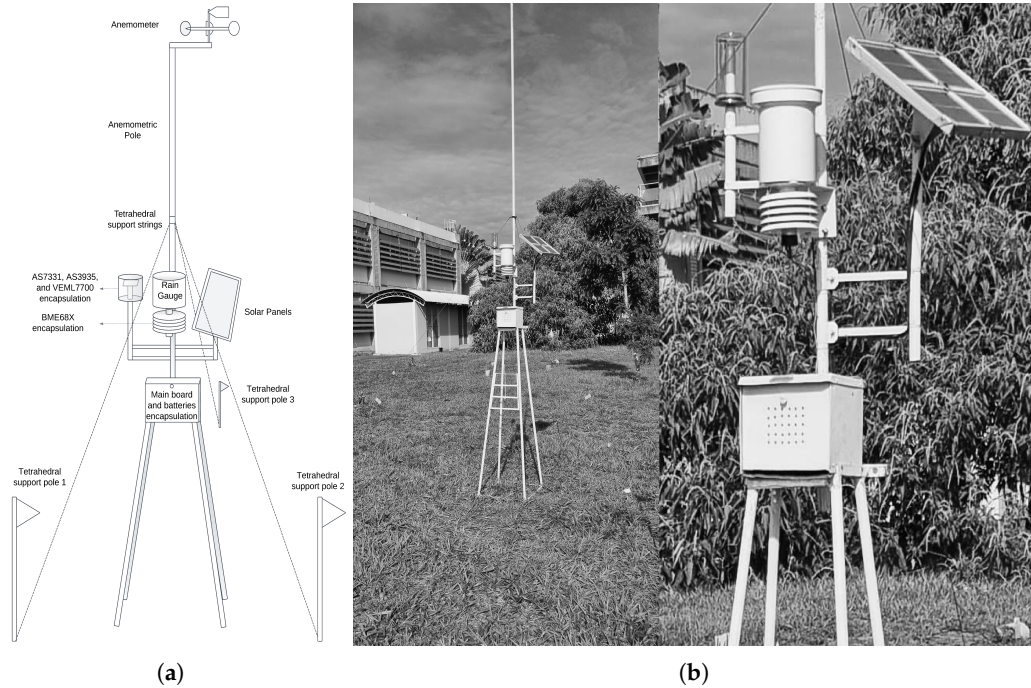 Anemometer
Anemometric
Pole
Tetrahedral
support strings
AS7331, AS3935,
and VEML7700
encapsulation
Rain
Gauge
Solar Panels
BME68X
encapsulation
Main board
and batteries
encapsulation
Tetrahedral
support pole 3
Tetrahedral
support pole 1
Tetrahedral
support pole 2
(a)
(b)